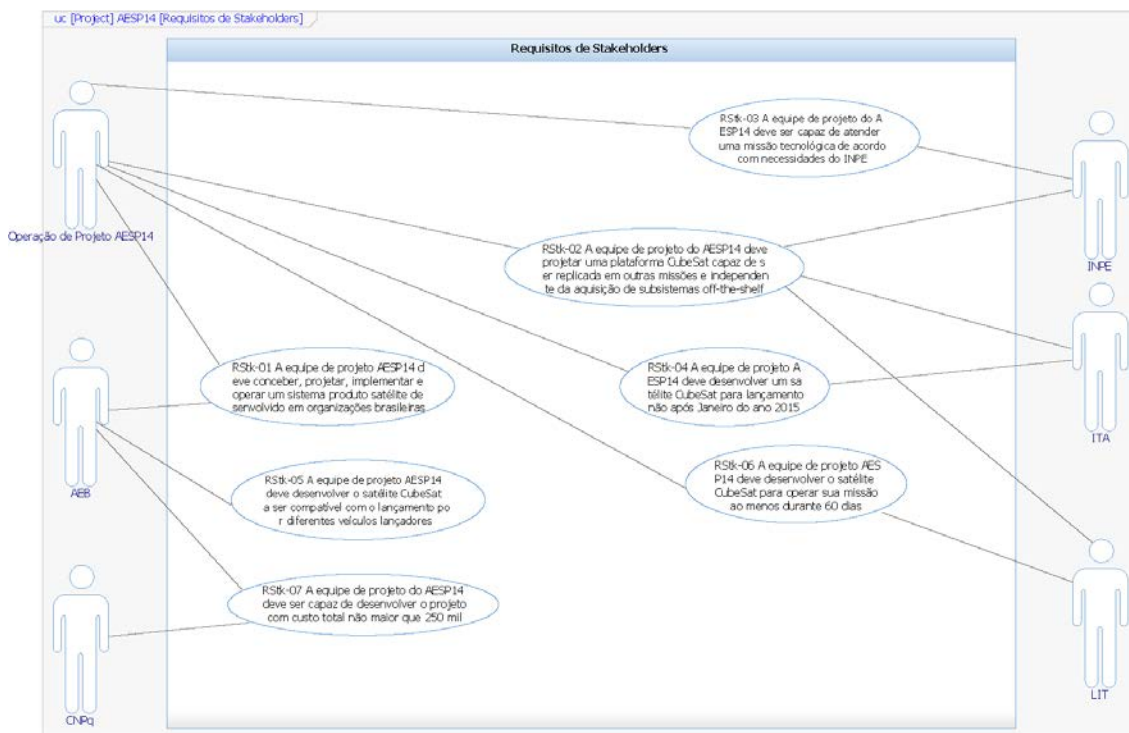 uc [Project] AESP14 [Requisitos de Stakeholders]
Requisitos de Stakeholders
RStk-03 A equipe de projeto do A
ESP14 deve ser capaz de atender
uma missão tecnológica de acordo
com necessidades do INPE
Operação de Projeto AESP14
INPE
RStk-02 A equipe de projeto do AESP14 deve
projetar uma plataforma CubeSat capaz de s
er replicada em outras missões e independen
te da aquisição de subsistemas off-the-shelf
RStk-01 A equipe de projeto AESP14 d
eve conceber, projetar, implementar e
operar um sistema produto satélite de
senvolvido em organizações brasileiras
RStk-04 A equipe de projeto A
ESP14 deve desenvolver um sa
télite CubeSat para lançamento
não após Janeiro do ano 2015
ITA
AEB
RStk-05 A equipe de projeto AESP14
deve desenvolver o satélite CubeSat
a ser compatível com o lançamento po
r diferentes veículos lançadores
RStk-06 A equipe de projeto AES
P14 deve desenvolver o satélite
CubeSat para operar sua missão
ao menos durante 60 dias
RStk-07 A equipe de projeto do AESP14
deve ser capaz de desenvolver o projeto
com custo total não maior que 250 mil
LIT
CNPq